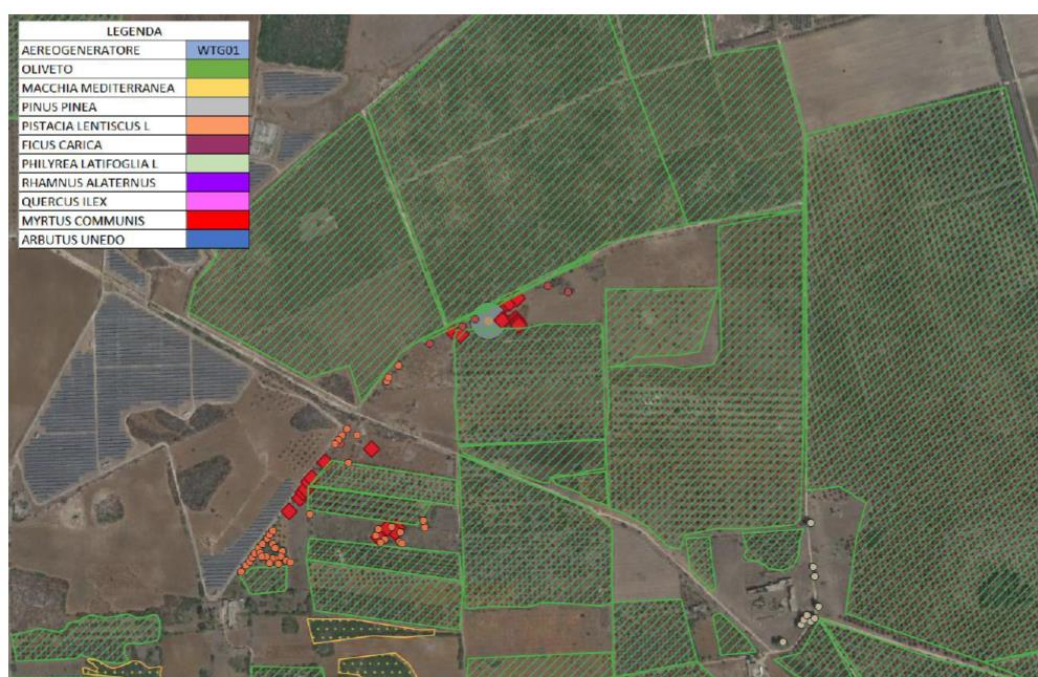 LEGENDA
AEREOGENERATORE WTG01
OLIVETO
MACCHIA MEDITERRANEA
PINUS PINEA
PISTACIA LENTISCUS L
FICUS CARICA
PHILYREA LATIFOGLIA L
RHAMNUS ALATERNUS
QUERCUS ILEX
MYRTUS COMMUNIS
ARBUTUS UNEDO